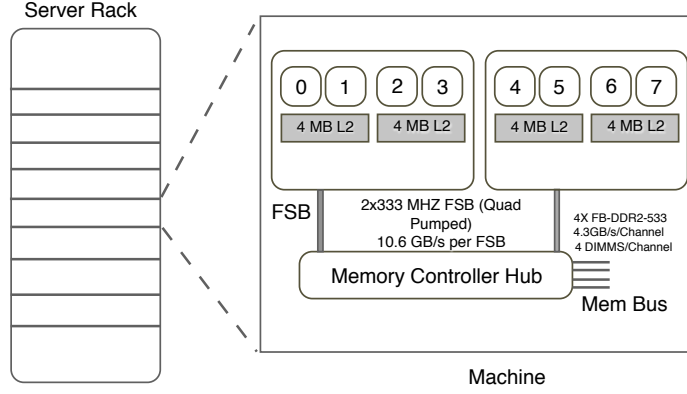 Server Rack
0 1 2 3 4 5 6 7
4 MB L2 4 MB L2 4 MB L2 4 MB L2
FSB
2x333 MHZ FSB (Quad
Pumped)
10.6 GB/s per FSB
4X FB-DDR2-533
4.3GB/s/Channel
4 DIMMS/Channel
Memory Controller Hub
Mem Bus
Machine